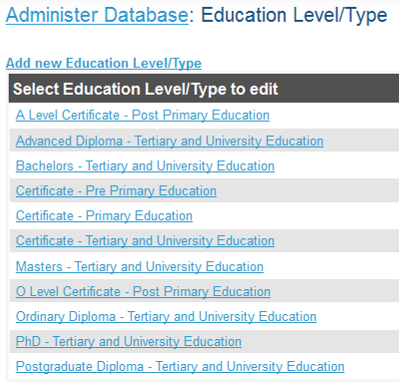 Administer Database: Education Level/Type
Add new Education Level/Type
Select Education Level/Type to edit
A Level Certificate - Post Primary Education
Advanced Diploma - Tertiary and University Education
Bachelors - Tertiary and University Education
Certificate - Pre Primary Education
Certificate - Primary Education
Certificate - Tertiary and University Education
Masters - Tertiary and University Education
O Level Certificate - Post Primary Education
Ordinary Diploma - Tertiary and University Education
PhD - Tertiary and University Education
Postgraduate Diploma - Tertiary and University Education